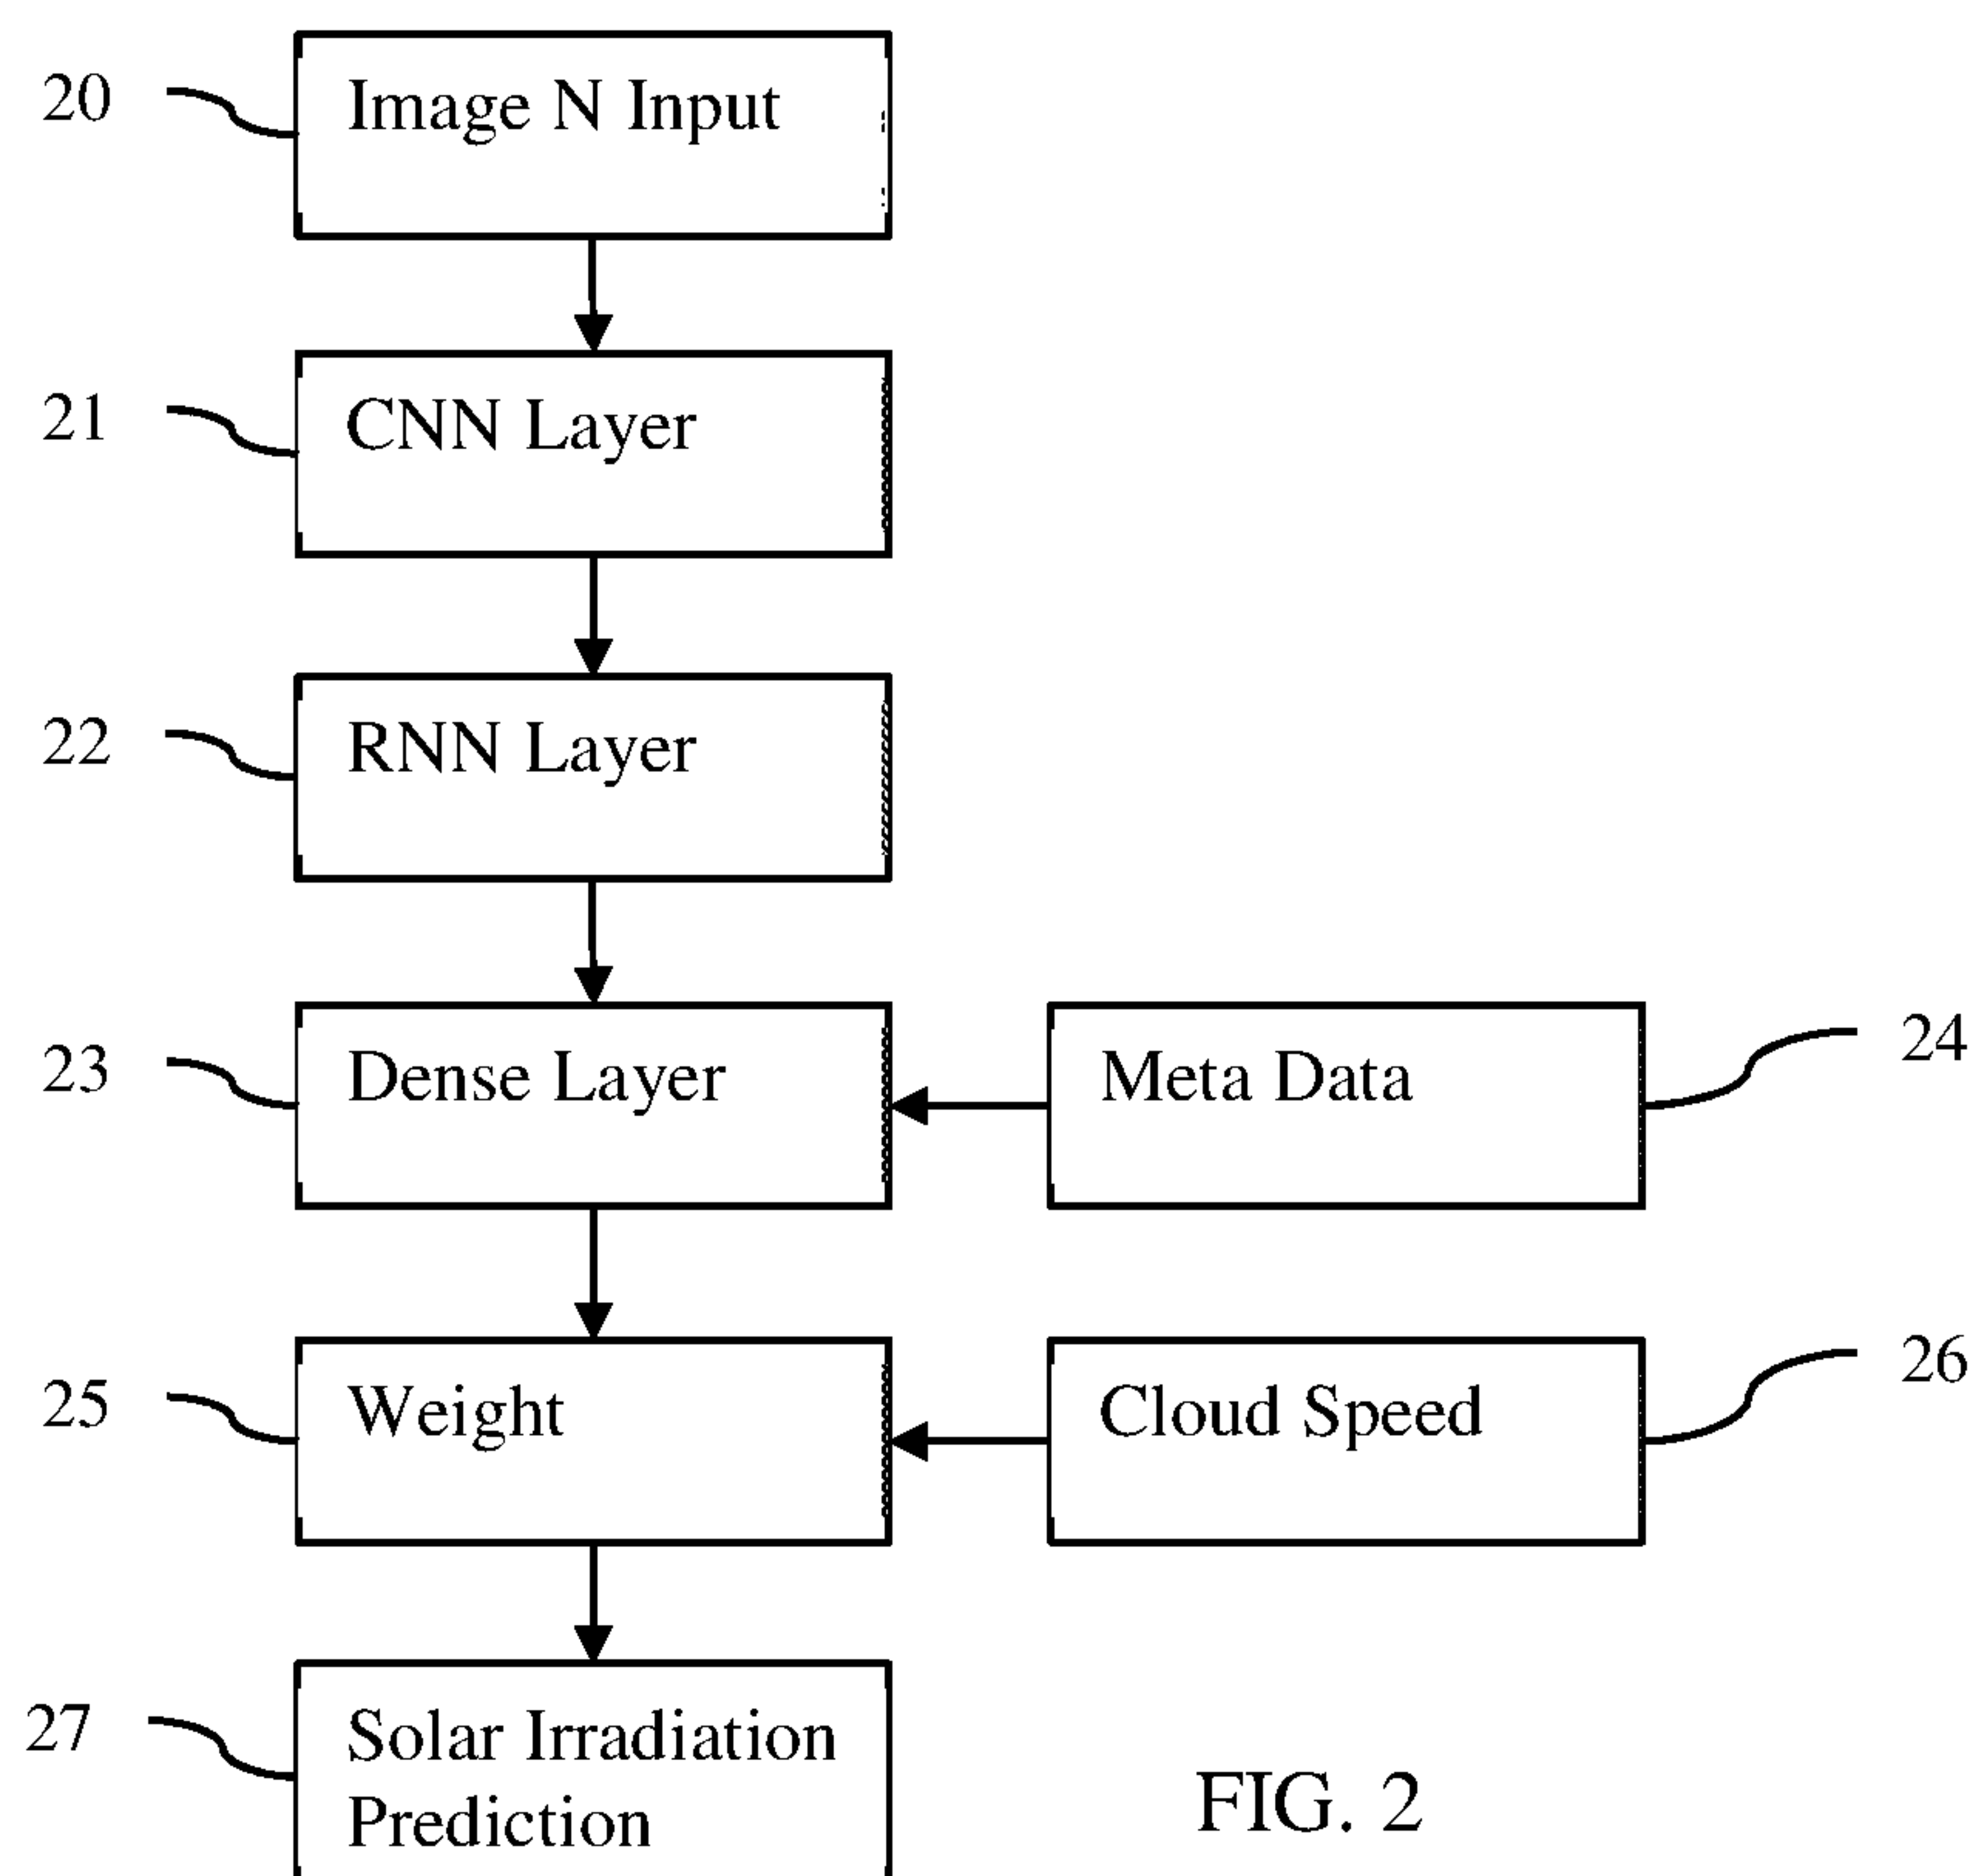 20
Image N Input
21
CNN Layer
22
RNN Layer
23
Dense Layer
Meta Data
24
25
Weight
Cloud Speed
26
27
Solar Irradiation
Prediction
FIG. 2